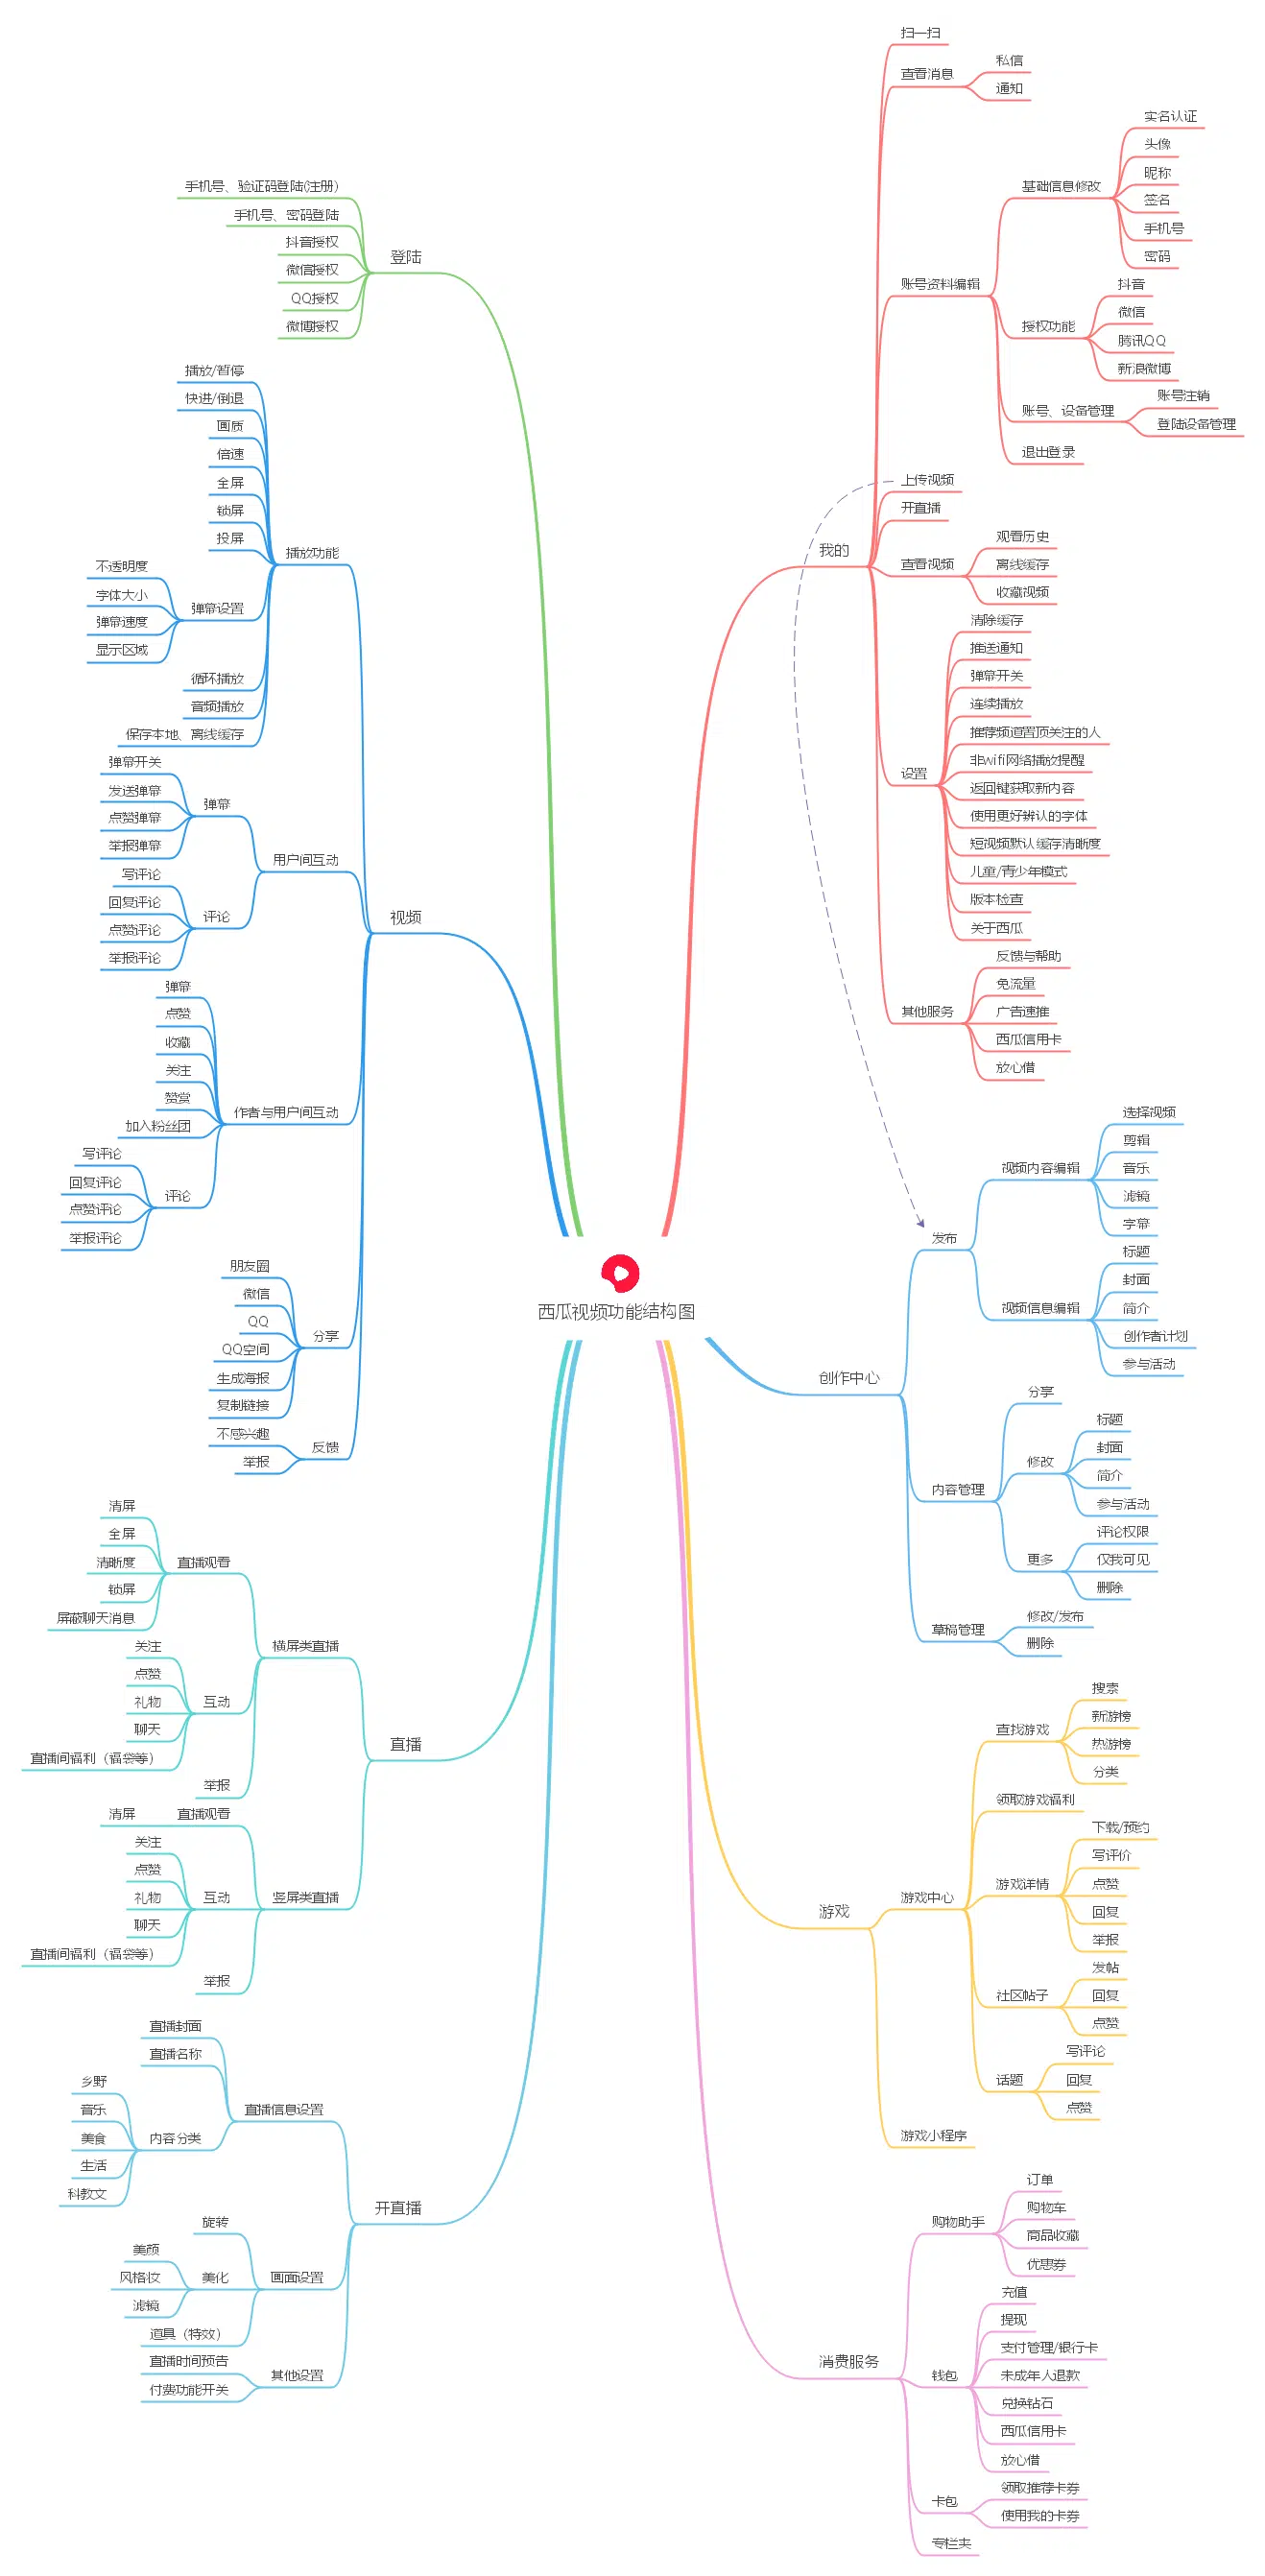 西瓜视频功能结构图
登陆
手机号、验证码登陆(注册)
手机号、密码登陆
抖音授权
微信授权
QQ授权
微博授权
视频
播放功能
播放/暂停
快进/倒退
画质
倍速
全屏
锁屏
投屏
弹幕设置
不透明度
字体大小
弹幕速度
显示区域
循环播放
音频播放
保存本地、离线缓存
用户间互动
弹幕
弹幕开关
发送弹幕
点赞弹幕
举报弹幕
评论
写评论
回复评论
点赞评论
举报评论
作者与用户间互动
弹幕
点赞
收藏
关注
赞赏
加入粉丝团
评论
写评论
回复评论
点赞评论
举报评论
分享
朋友圈
微信
QQ
QQ空间
生成海报
复制链接
反馈
不感兴趣
举报
直播
横屏类直播
直播观看
清屏
全屏
清晰度
锁屏
屏蔽聊天消息
互动
关注
点赞
礼物
聊天
直播间福利（福袋等）
举报
竖屏类直播
直播观看
清屏
互动
关注
点赞
礼物
聊天
直播间福利（福袋等）
举报
开直播
直播信息设置
直播封面
直播名称
内容分类
乡野
音乐
美食
生活
科教文
画面设置
旋转
美化
美颜
风格妆
滤镜
道具（特效）
其他设置
直播时间预告
付费功能开关
我的
扫一扫
查看消息
私信
通知
账号资料编辑
基础信息修改
实名认证
头像
昵称
签名
手机号
密码
授权功能
抖音
微信
腾讯QQ
新浪微博
账号、设备管理
账号注销
登陆设备管理
退出登录
上传视频
开直播
查看视频
观看历史
离线缓存
收藏视频
设置
清除缓存
推送通知
弹幕开关
连续播放
推荐频道置顶关注的人
非wifi网络播放提醒
返回键获取新内容
使用更好辨认的字体
短视频默认缓存清晰度
儿童/青少年模式
版本检查
关于西瓜
其他服务
反馈与帮助
免流量
广告速推
西瓜信用卡
放心借
创作中心
发布
视频内容编辑
选择视频
剪辑
音乐
滤镜
字幕
视频信息编辑
标题
封面
简介
创作者计划
参与活动
内容管理
分享
修改
标题
封面
简介
参与活动
更多
评论权限
仅我可见
删除
草稿管理
修改/发布
删除
游戏
游戏中心
查找游戏
搜索
新游榜
热游榜
分类
领取游戏福利
游戏详情
下载/预约
写评价
点赞
回复
举报
社区帖子
发帖
回复
点赞
话题
写评论
回复
点赞
游戏小程序
消费服务
购物助手
订单
购物车
商品收藏
优惠券
钱包
充值
提现
支付管理/银行卡
未成年人退款
兑换钻石
西瓜信用卡
放心借
卡包
领取推荐卡券
使用我的卡券
专栏夹